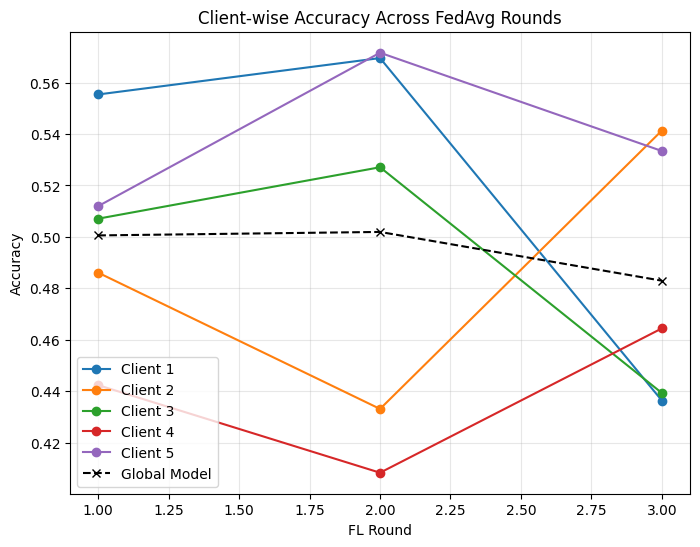 Client-wise Accuracy Across FedAvg Rounds
Accuracy
0.56
0.54
0.52
0.50
0.48
0.46
0.44
0.42
Client 1
Client 2
Client 3
Client 4
Client 5
Global Model
1.00 1.25 1.50 1.75 2.00 2.25 2.50 2.75 3.00
FL Round